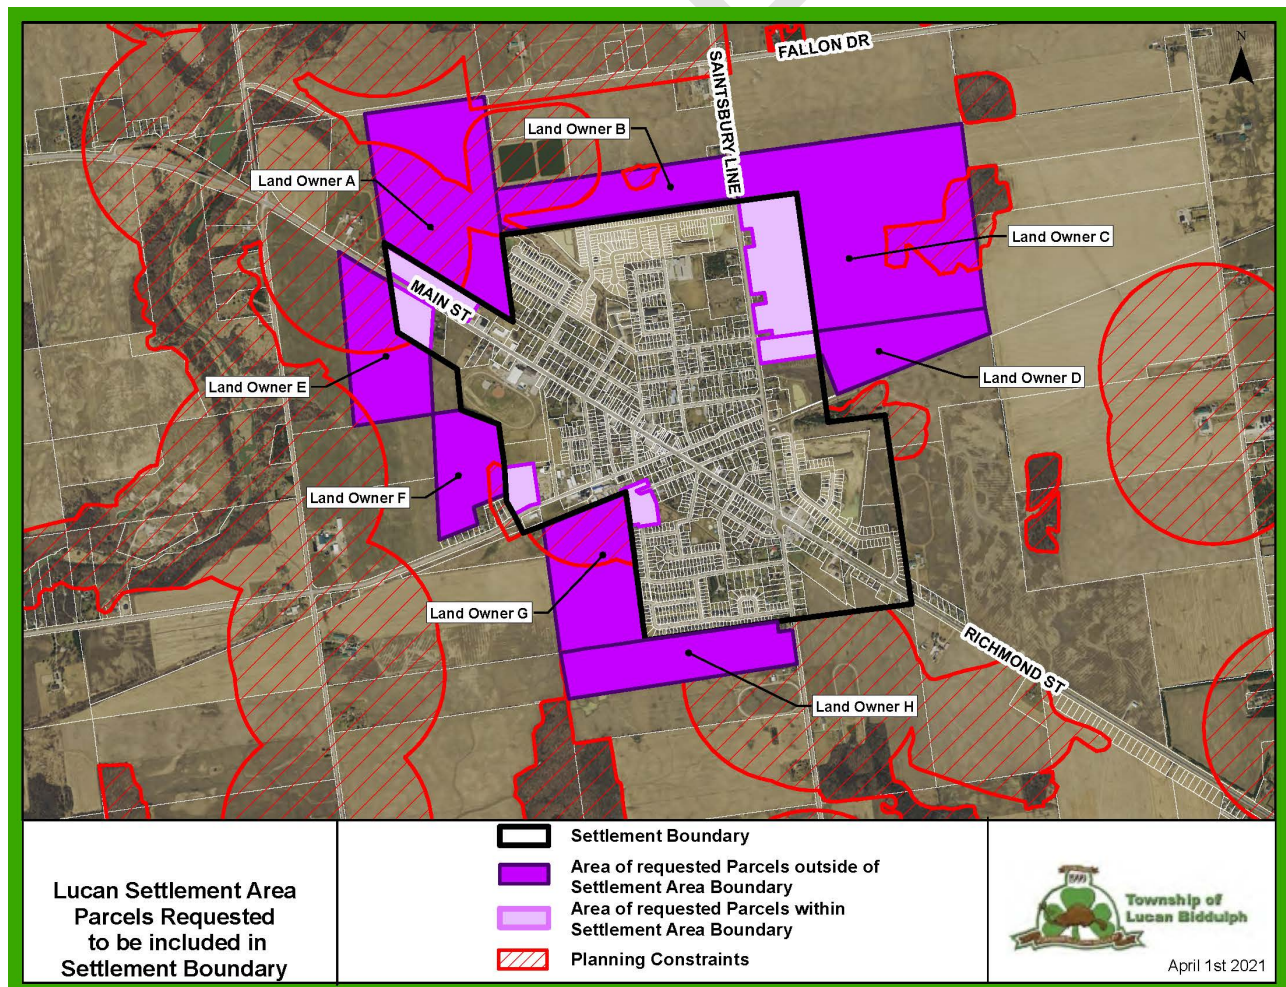 FALLON DR
N
SAINTSBURY LINE
Land Owner B
Land Owner A
Land Owner C
MAIN ST
Land Owner D
Land Owner E
Land Owner F
Land Owner G
RICHMOND ST
Land Owner H
Lucan Settlement Area
Parcels Requested
to be included in
Settlement Boundary
Settlement Boundary
Area of requested Parcels outside of
Settlement Area Boundary
Area of requested Parcels within
Settlement Area Boundary
Planning Constraints
Township of
Lucan Biddulph
April 1st 2021